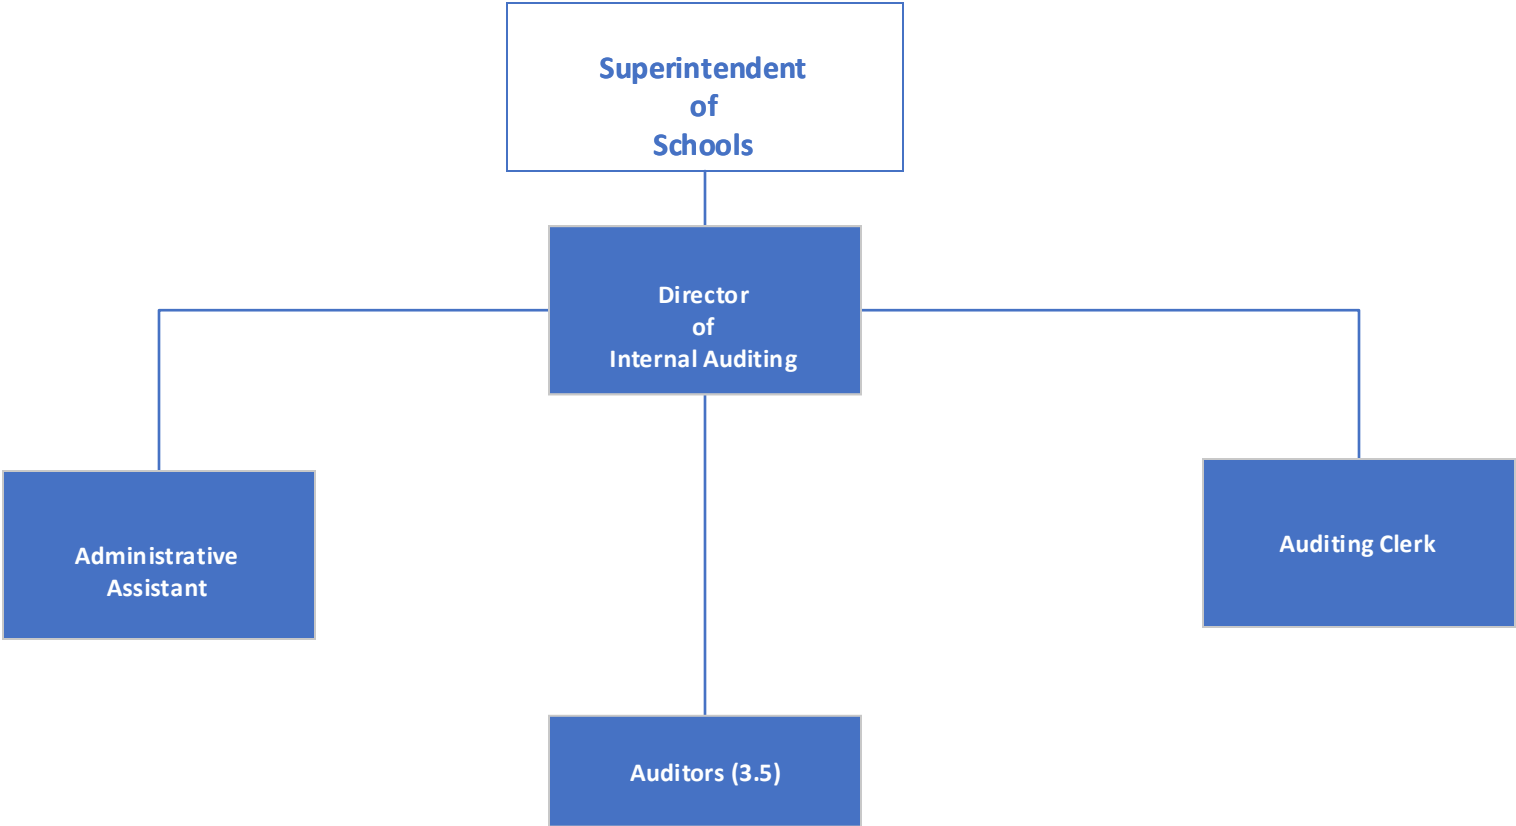 Superintendent
of
Schools
Director
of
Internal Auditing
Administrative
Assistant
Auditing Clerk
Auditors (3.5)